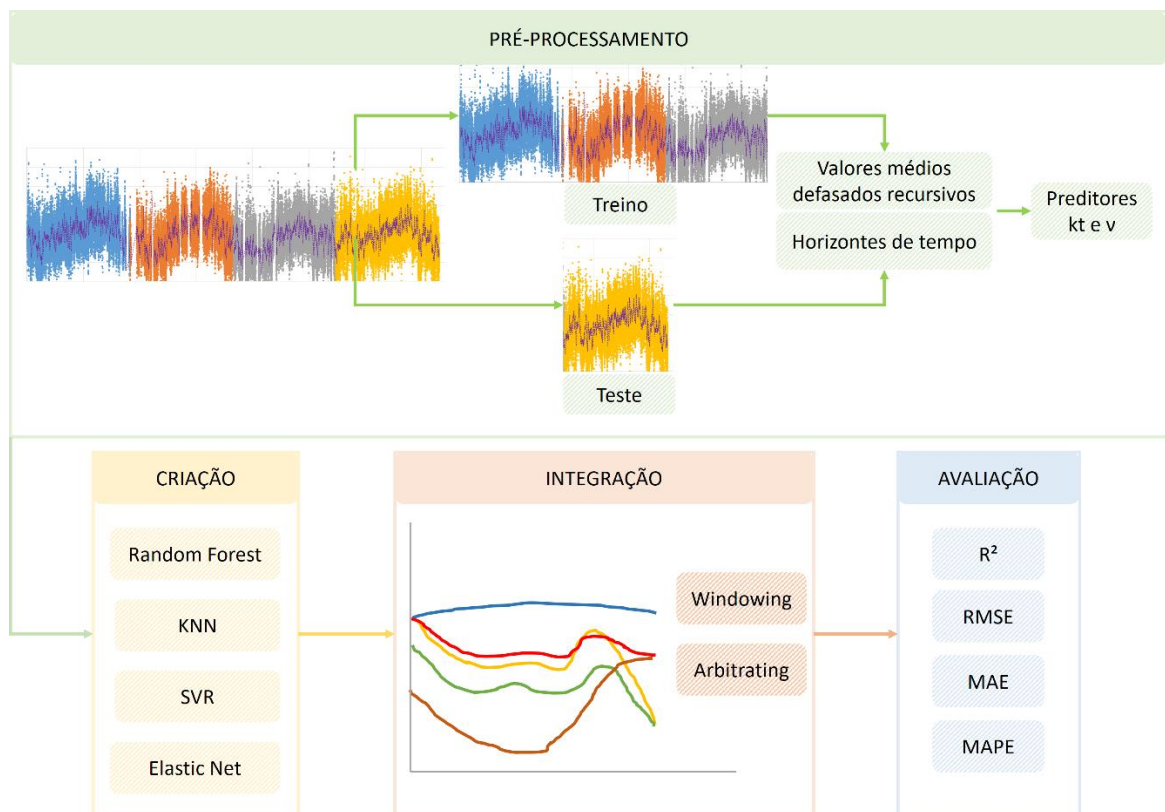 PRÉ-PROCESSAMENTO
Treino
Teste
Valores médios
defasados recursivos
Horizontes de tempo
Preditores
kt e v
CRIAÇÃO
Random Forest
KNN
SVR
Elastic Net
INTEGRAÇÃO
Windowing
Arbitrating
AVALIAÇÃO
R²
RMSE
MAE
MAPE